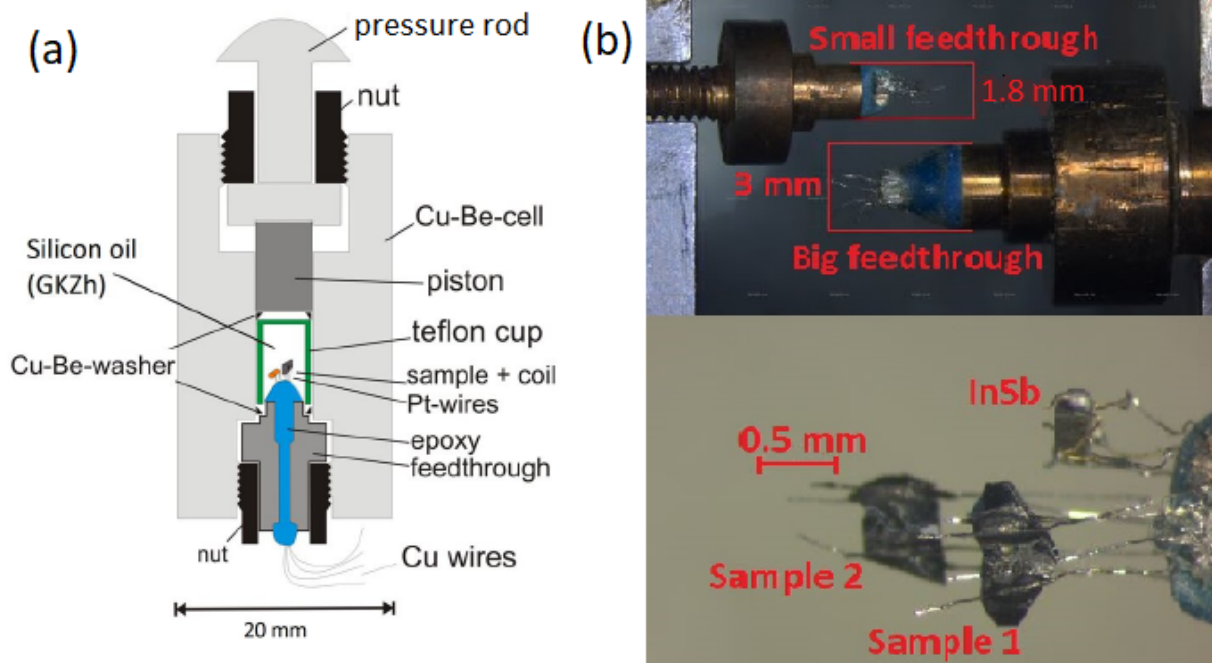 (a)
pressure rod
nut
Cu-Be-cell
Silicon oil
(GKZh)
piston
teflon cup
Cu-Be-washer
sample + coil
Pt-wires
epoxy
feedthrough
nut
Cu wires
20 mm
(b)
Small feedthrough
1.8 mm
3 mm
Big feedthrough
InSb
0.5 mm
Sample 2
Sample 1